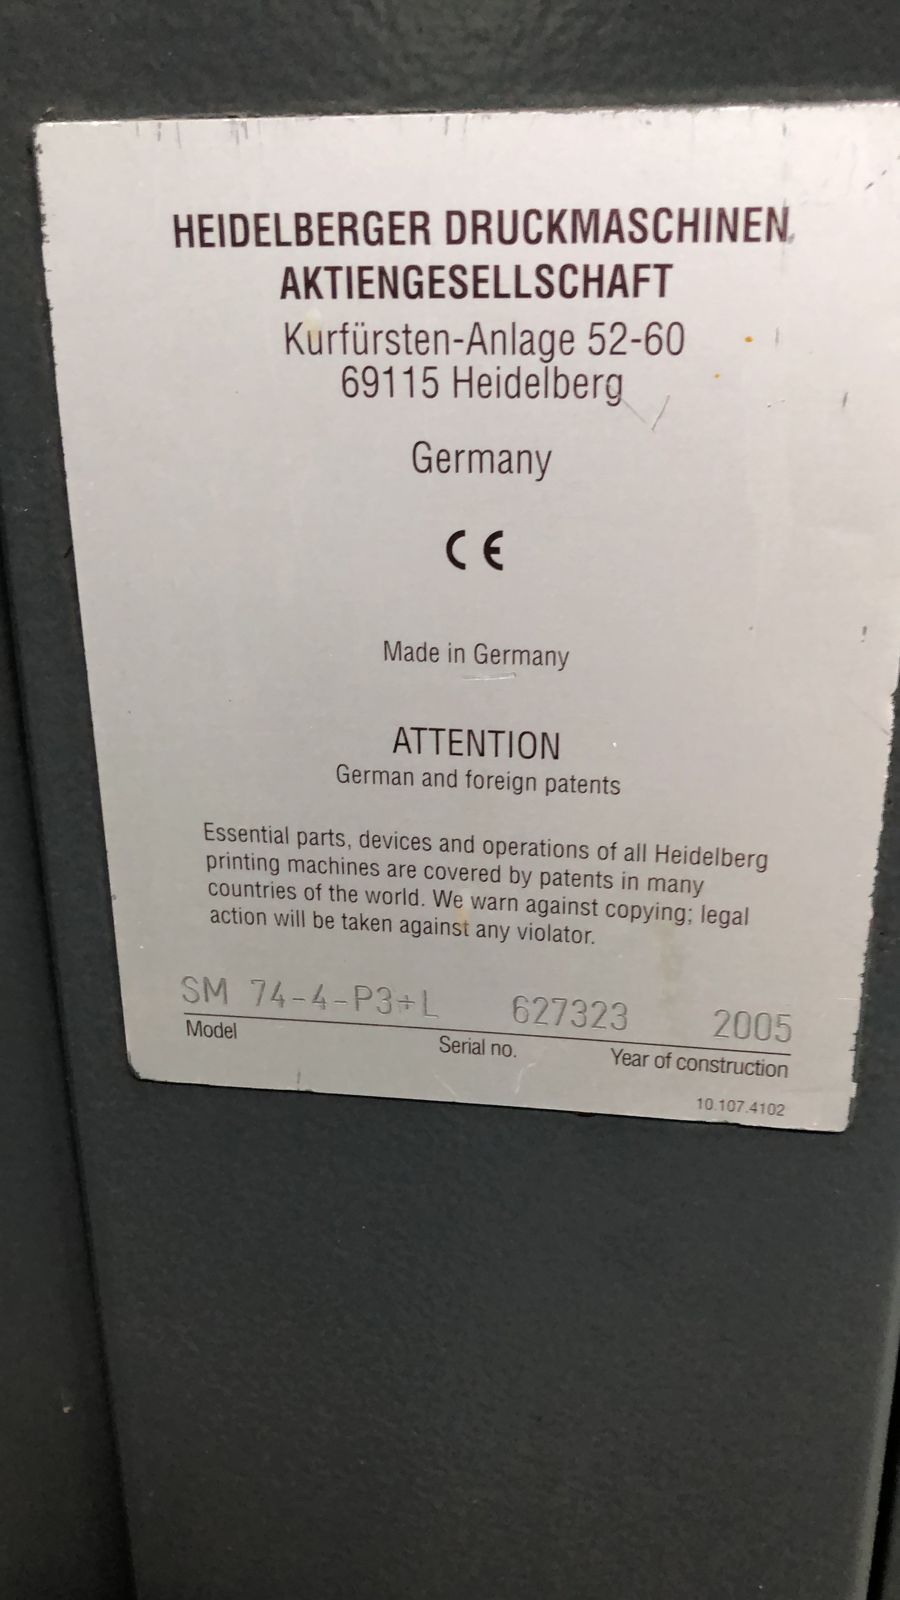 HEIDELBERGER DRUCKMASCHINEN
AKTIENGESELLSCHAFT
Kurfürsten-Anlage 52-60
69115 Heidelberg
Germany
CE
Made in Germany
ATTENTION
German and foreign patents
Essential parts, devices and operations of all Heidelberg
printing machines are covered by patents in many
countries of the world. We warn against copying; legal
action will be taken against any violator.
SM 74-4-P3+L 627323 2005
Model Serial no. Year of construction
10.107.4102